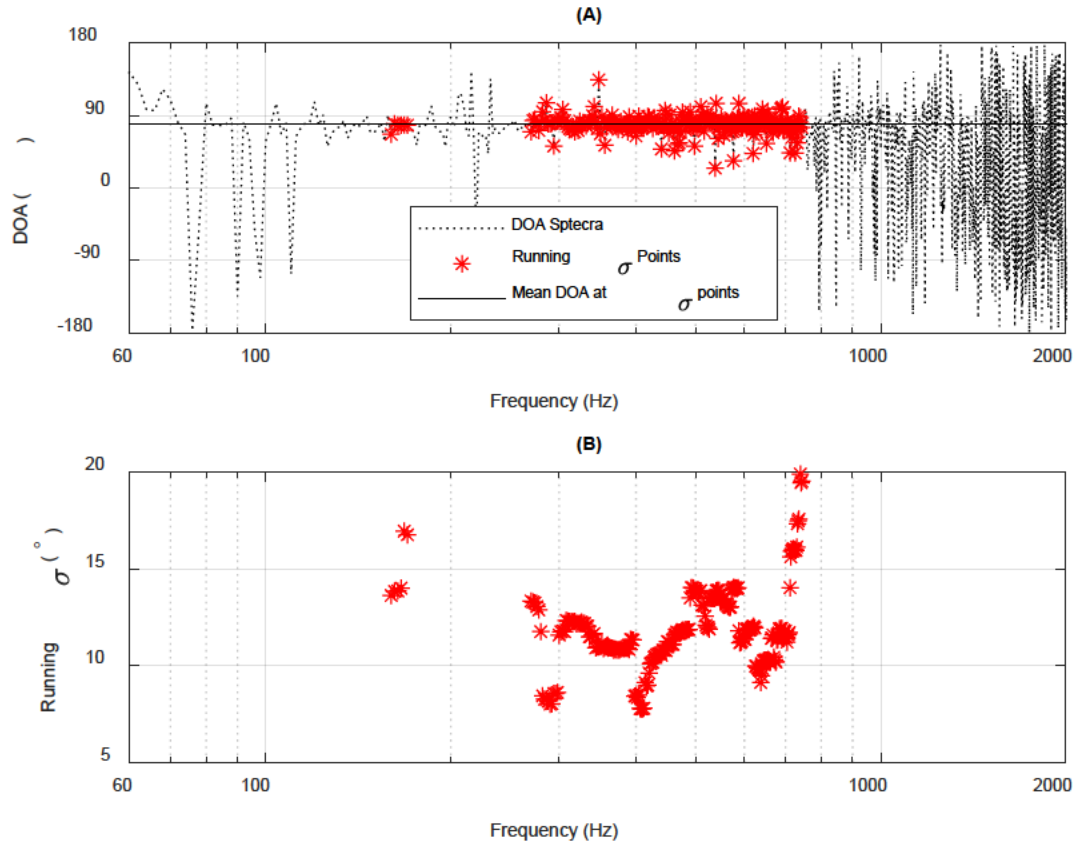 (A)
180
90
0
-90
-180
DOA ( )
DOA Sptecra
Running σ Points
Mean DOA at σ points
60 100 1000 2000
Frequency (Hz)
(B)
20
15
10
5
Running σ ( ° )
60 100 1000 2000
Frequency (Hz)